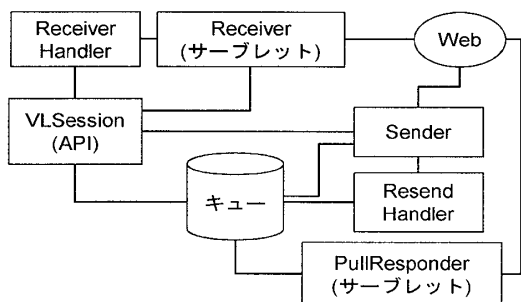 Receiver
Handler
Receiver
(サーブレット)
Web
VLSession
(API)
Sender
キュー
Resend
Handler
PullResponder
(サーブレット)